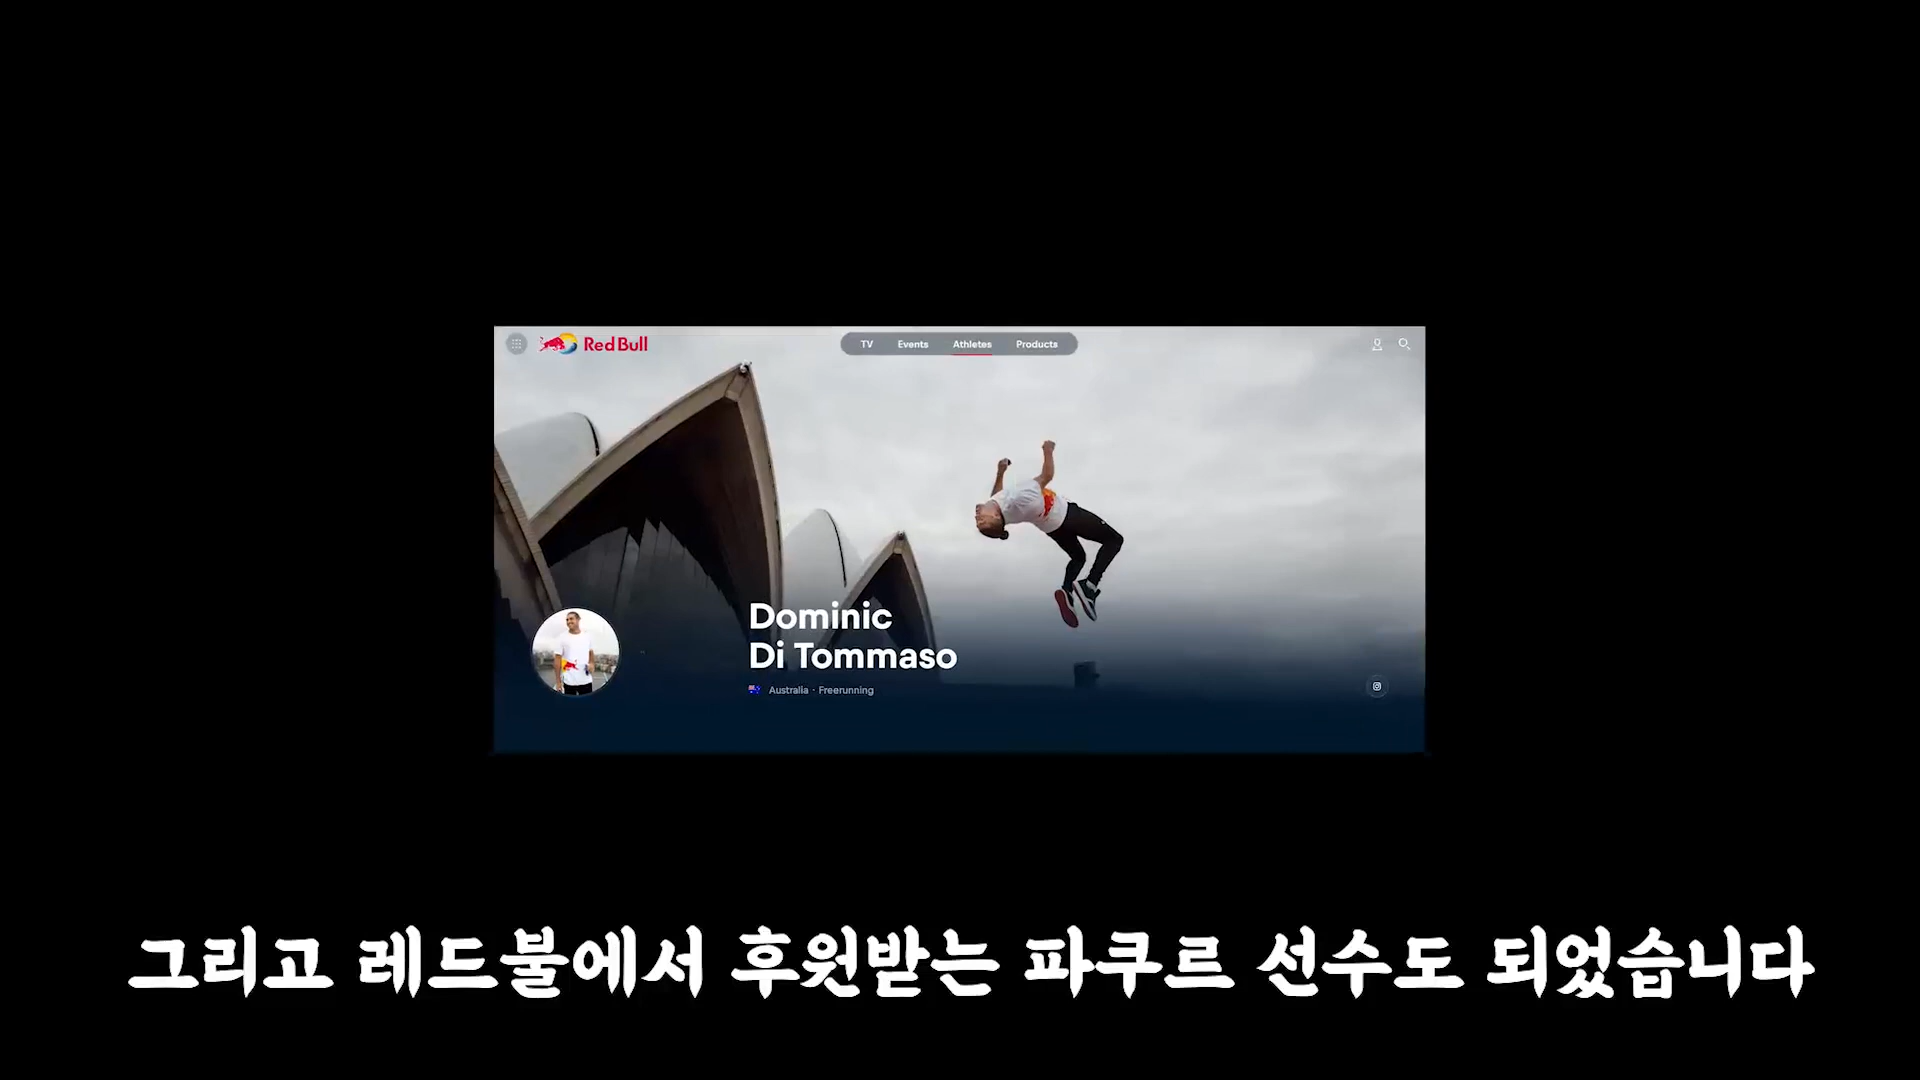 Red Bull
TV Events Athletes Products
Dominic
Di Tommaso
Australia · Freerunning
그리고 레드불에서 후원받는 파쿠르 선수도 되었습니다